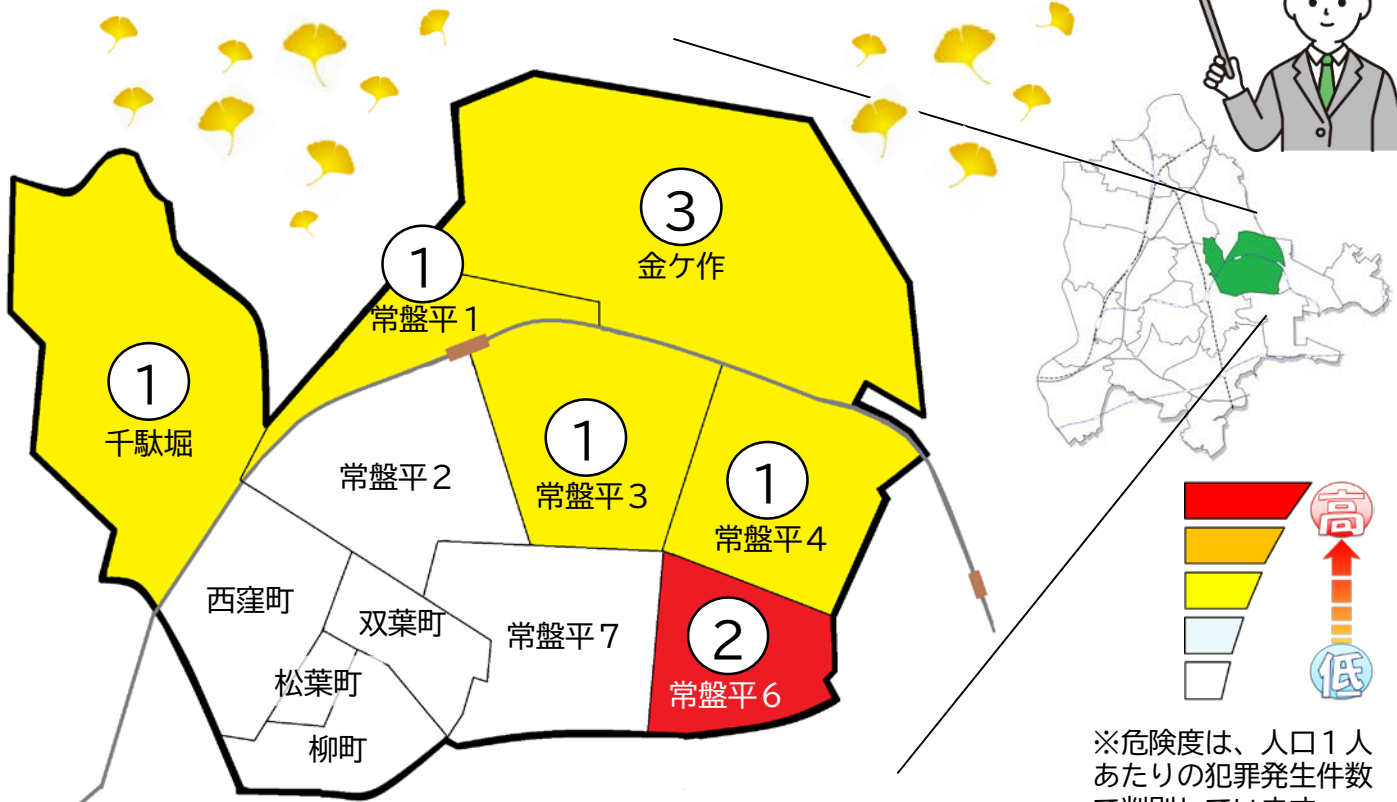 3
金ケ作
1
常盤平1
1
千駄堀
常盤平2
1
常盤平3
1
常盤平4
西窪町
双葉町
常盤平7
2
常盤平6
松葉町
柳町
高
低
※危険度は、人口1人
あたりの犯罪発生件数